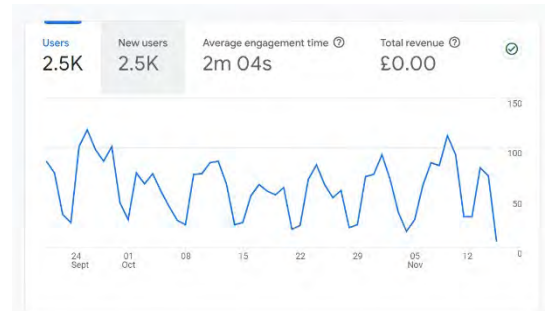 Users New users Average engagement time Total revenue
2.5K 2.5K 2m 04s £0.00
150
100
50
0
24 01 08 15 22 29 05 12
Sept Oct Nov